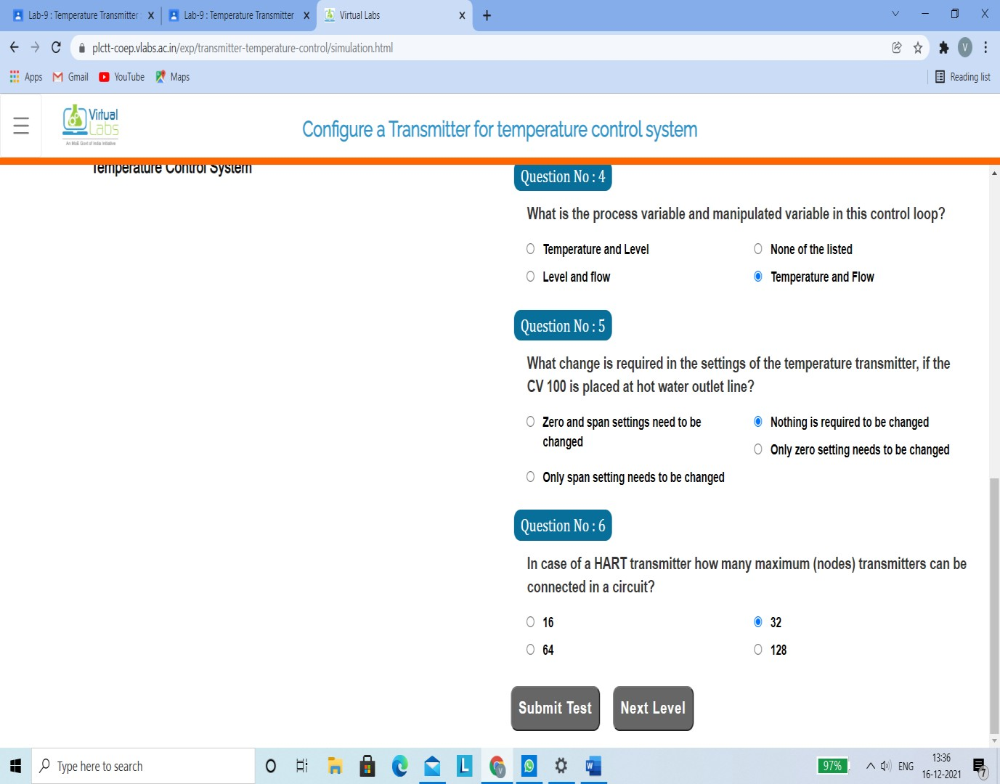 Lab-9 : Temperature Transmitter
Lab-9 : Temperature Transmitter
Virtual Labs
plctt-coep.vlabs.ac.in/exp/transmitter-temperature-control/simulation.html
V
Apps
Gmail
YouTube
Maps
Reading list
Virtual
Labs
An MoE Govt of India Initiative
Configure a Transmitter for temperature control system
Temperature Control System
Question No : 4
What is the process variable and manipulated variable in this control loop?
Temperature and Level
None of the listed
Level and flow
Temperature and Flow
Question No : 5
What change is required in the settings of the temperature transmitter, if the
CV 100 is placed at hot water outlet line?
Zero and span settings need to be
changed
Nothing is required to be changed
Only zero setting needs to be changed
Only span setting needs to be changed
Question No : 6
In case of a HART transmitter how many maximum (nodes) transmitters can be
connected in a circuit?
16
32
64
128
Submit Test
Next Level
Type here to search
L
V
W
97%
ENG
13:36
16-12-2021
7